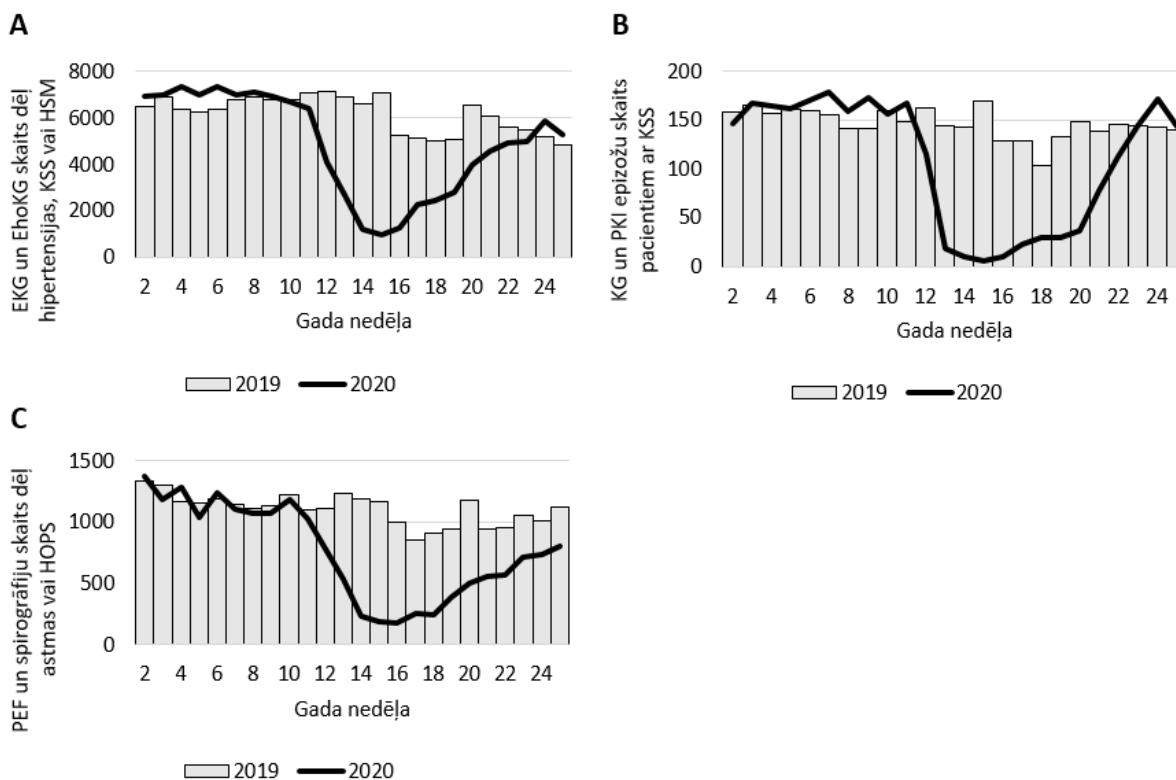 A
EKG un EhoKG skaits dēļ
hipertensijas, KSS vai HSM
8000
6000
4000
2000
0
2 4 6 8 10 12 14 16 18 20 22 24
Gada nedēļa
2019 2020
B
KG un PKI epizožu skaits
pacientiem ar KSS
200
150
100
50
0
2 4 6 8 10 12 14 16 18 20 22 24
Gada nedēļa
2019 2020
C
PEF un spirogrāfiju skaits dēļ
astmas vai HOPS
1500
1000
500
0
2 4 6 8 10 12 14 16 18 20 22 24
Gada nedēļa
2019 2020